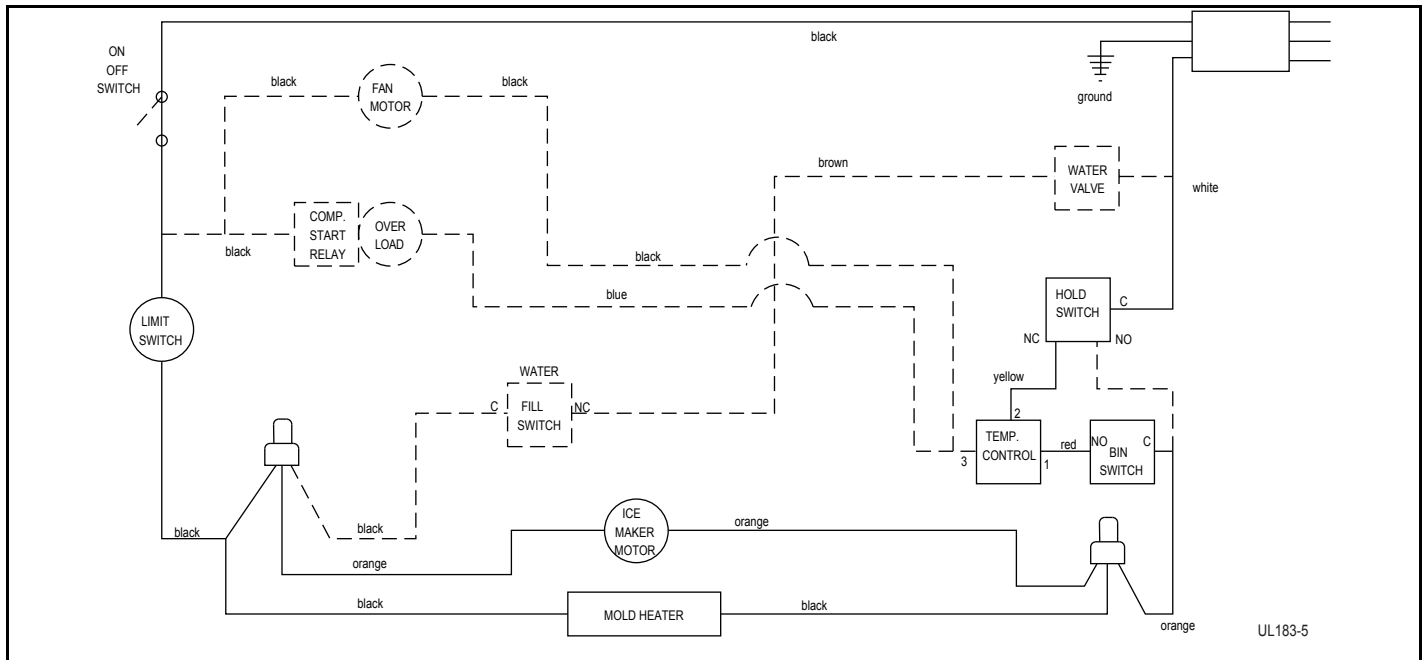 black
ON
OFF
SWITCH
ground
black
FAN
MOTOR
black
brown
WATER
VALVE
white
COMP.
START
RELAY
OVER
LOAD
black
black
blue
HOLD
SWITCH
C
NC
NO
LIMIT
SWITCH
WATER
C
FILL
SWITCH
NC
yellow
2
TEMP.
CONTROL
3
1
red
NO
C
BIN
SWITCH
black
black
orange
ICE
MAKER
MOTOR
orange
black
MOLD HEATER
black
orange
UL183-5